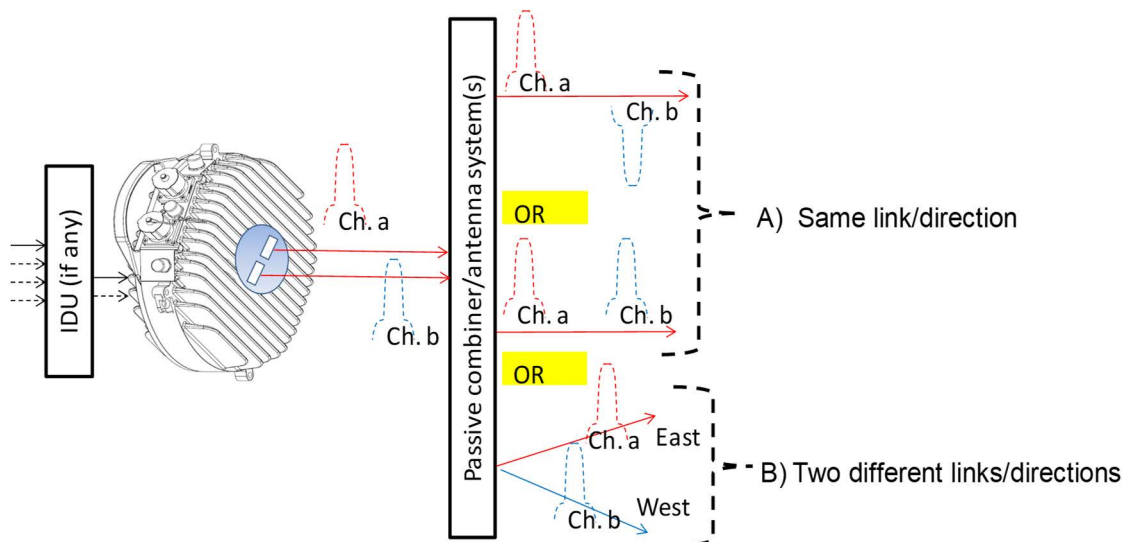 IDU (if any)
Ch. a
Ch. b
Passive combiner/antenna system(s)
Ch. a
Ch. b
OR
Ch. a
Ch. b
OR
Ch. a
East
Ch. b
West
A) Same link/direction
B) Two different links/directions